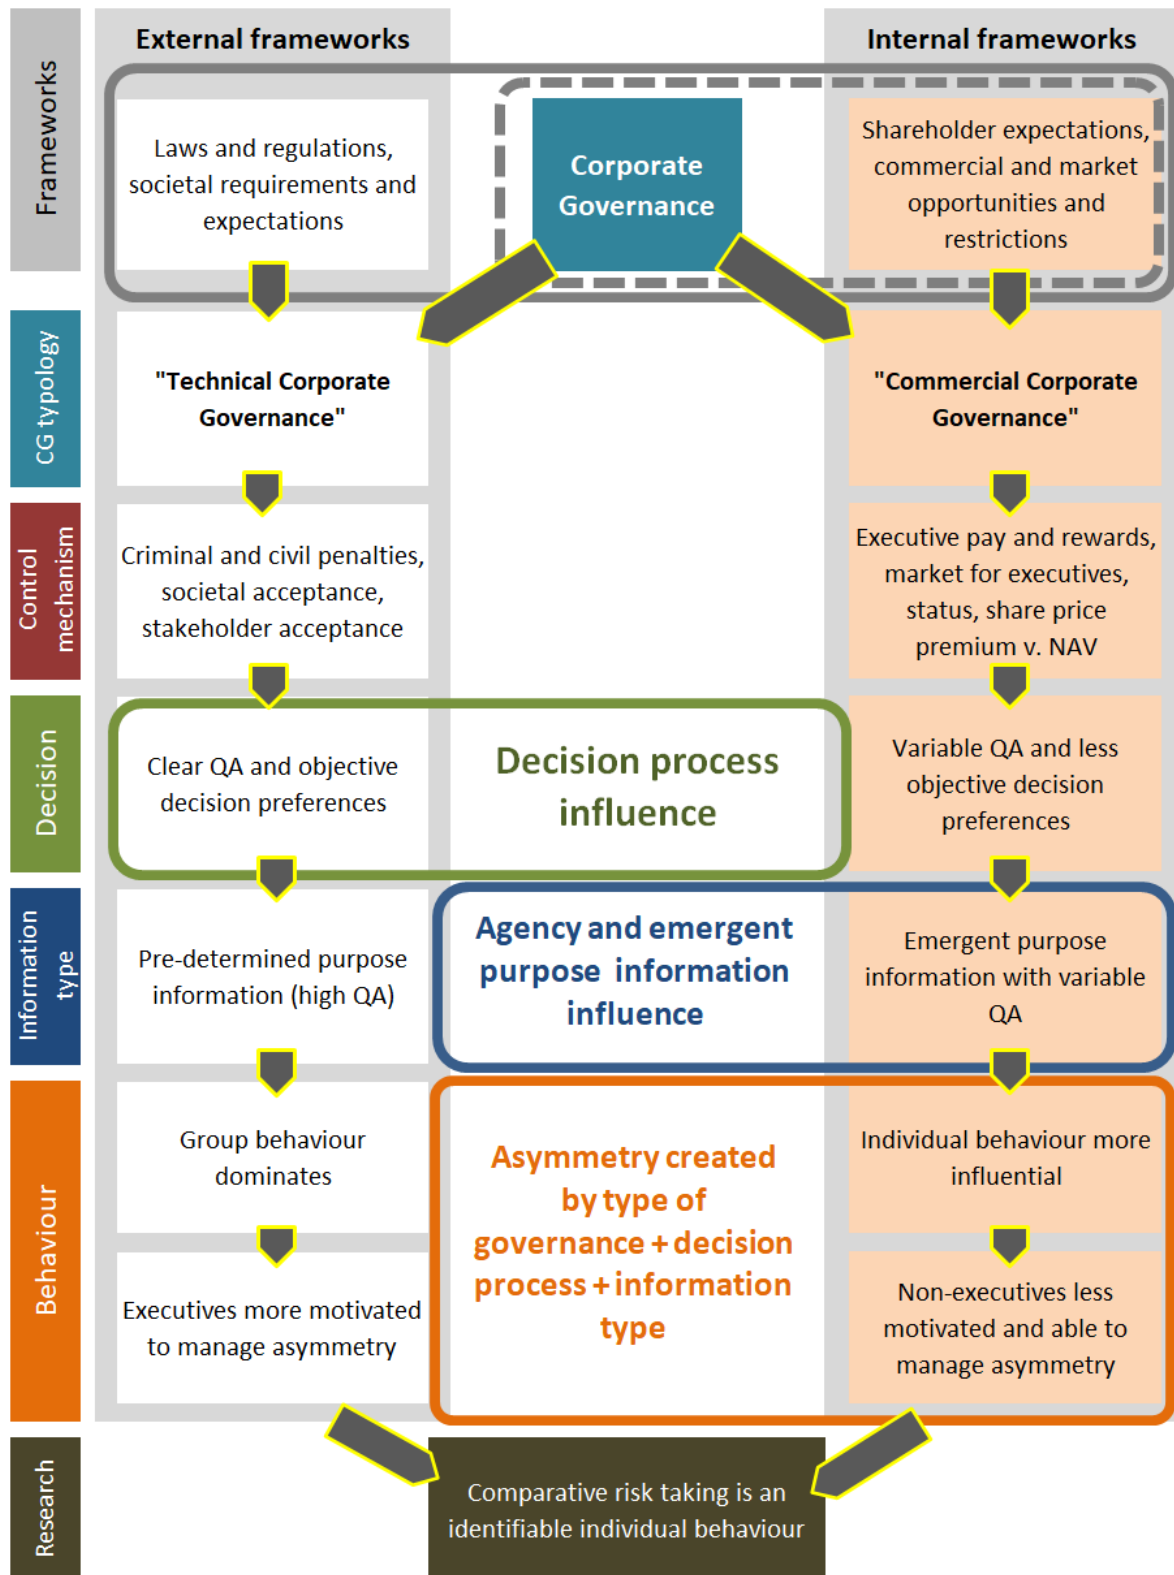 External frameworks
Internal frameworks
Frameworks
Laws and regulations,
societal requirements and
expectations
Corporate
Governance
Shareholder expectations,
commercial and market
opportunities and
restrictions
CG typology
"Technical Corporate
Governance"
"Commercial Corporate
Governance"
Control
mechanism
Criminal and civil penalties,
societal acceptance,
stakeholder acceptance
Executive pay and rewards,
market for executives,
status, share price
premium v. NAV
Decision
Clear QA and objective
decision preferences
Decision process
influence
Variable QA and less
objective decision
preferences
Information
type
Pre-determined purpose
information (high QA)
Agency and emergent
purpose information
influence
Emergent purpose
information with variable
QA
Behaviour
Group behaviour
dominates
Asymmetry created
by type of
governance + decision
process + information
type
Individual behaviour more
influential
Executives more motivated
to manage asymmetry
Non-executives less
motivated and able to
manage asymmetry
Research
Comparative risk taking is an
identifiable individual behaviour